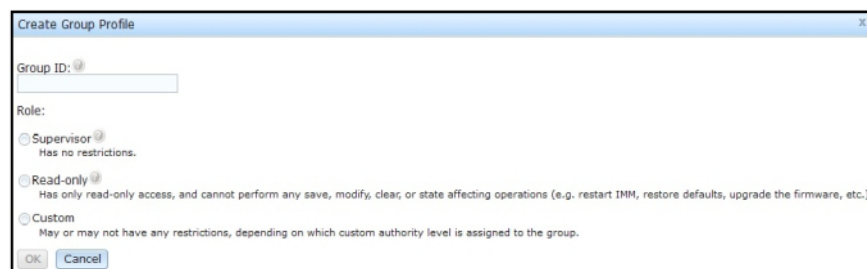 Create Group Profile x
Group ID:
Role:
Supervisor
Has no restrictions.
Read-only
Has only read-only access, and cannot perform any save, modify, clear, or state affecting operations (e.g. restart IMM, restore defaults, upgrade the firmware, etc.)
Custom
May or may not have any restrictions, depending on which custom authority level is assigned to the group.
OK Cancel